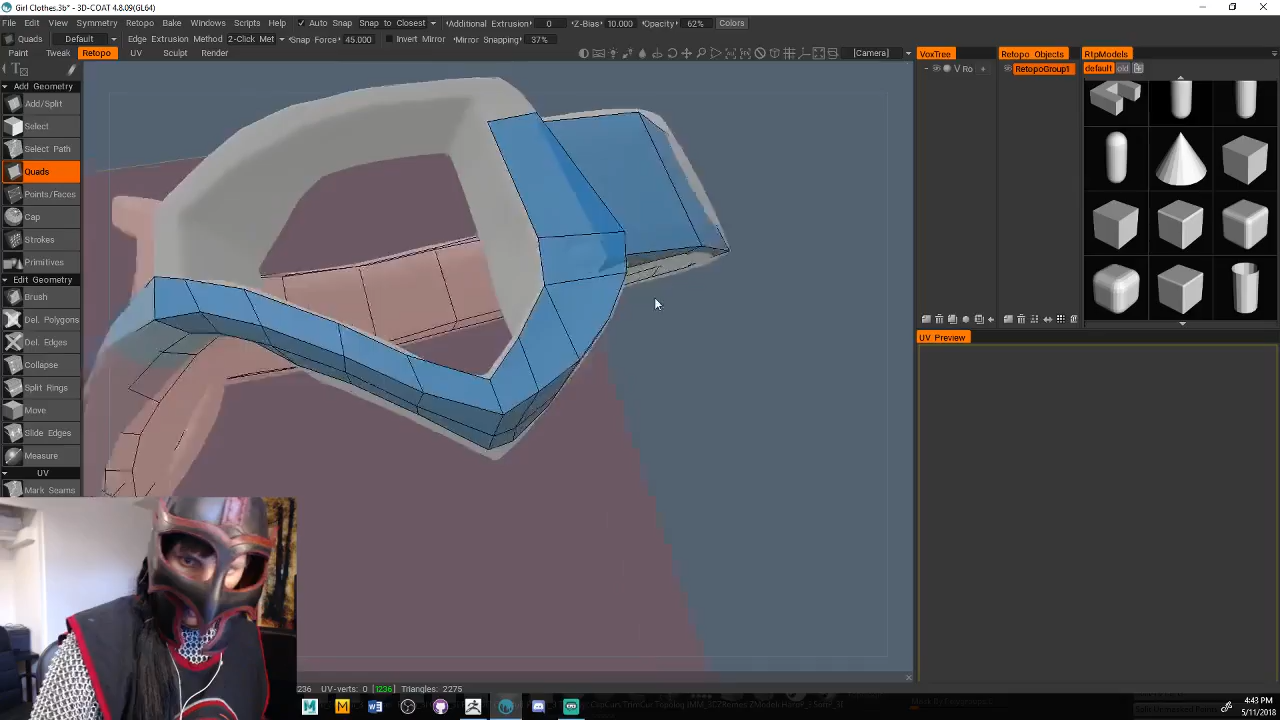 Girl Clothes.3b* - 3D-COAT 4.8.09(GL64)
File Edit View Symmetry Retopo Bake Windows Scripts Help Auto Snap Snap to Closest Additional Extrusion 0 Z-Bias 10.000 Opacity 62% Colors
Quads Default Edge Extrusion Method 2-Click Met Snap Force 45.000 Invert Mirror Mirror Snapping 37%
Paint Tweak Retopo UV Sculpt Render [Camera] VoxTree Retopo Objects RtpModels
V Ro + RetopoGroup1 default old
Add Geometry
Add/Split
Select
Select Path
Quads
Points/Faces
Cap
Strokes
Primitives
Edit Geometry
Brush
Del. Polygons
Del. Edges
Collapse
Split Rings
Move
Slide Edges
Measure
UV
Mark Seams
UV Preview
236 UV-verts: 0 [1236] Triangles: 2275
4:43 PM
5/11/2018